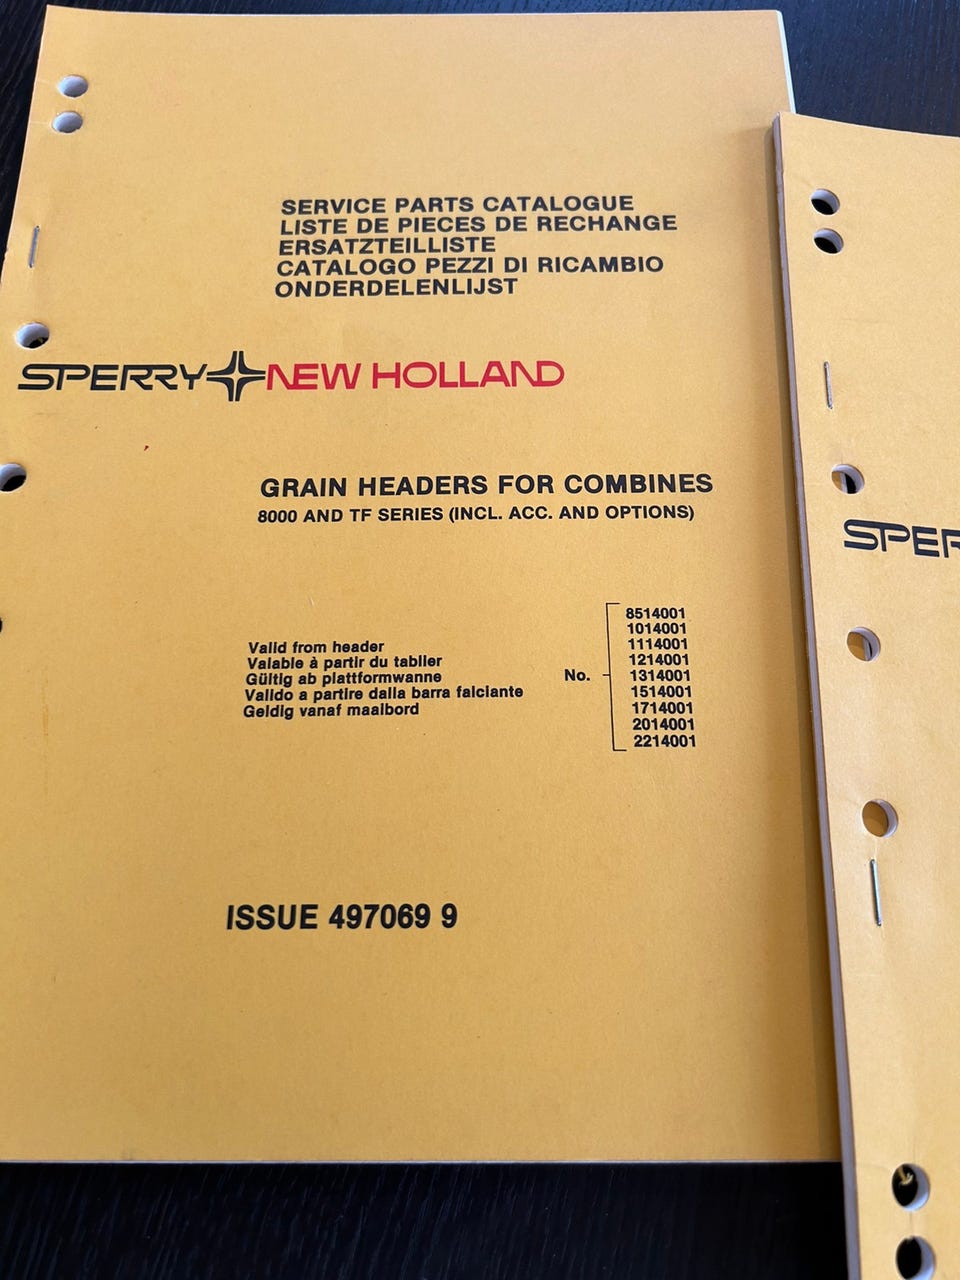 SERVICE PARTS CATALOGUE
LISTE DE PIECES DE RECHANGE
ERSATZTEILLISTE
CATALOGO PEZZI DI RICAMBIO
ONDERDELENLIJST
SPERRY NEW HOLLAND
GRAIN HEADERS FOR COMBINES
8000 AND TF SERIES (INCL. ACC. AND OPTIONS)
Valid from header
Valable à partir du tablier
Gültig ab plattformwanne
Valido a partire dalla barra falciante
Geldig vanaf maaibord
No.
8514001
1014001
1114001
1214001
1314001
1514001
1714001
2014001
2214001
ISSUE 497069 9
SPER